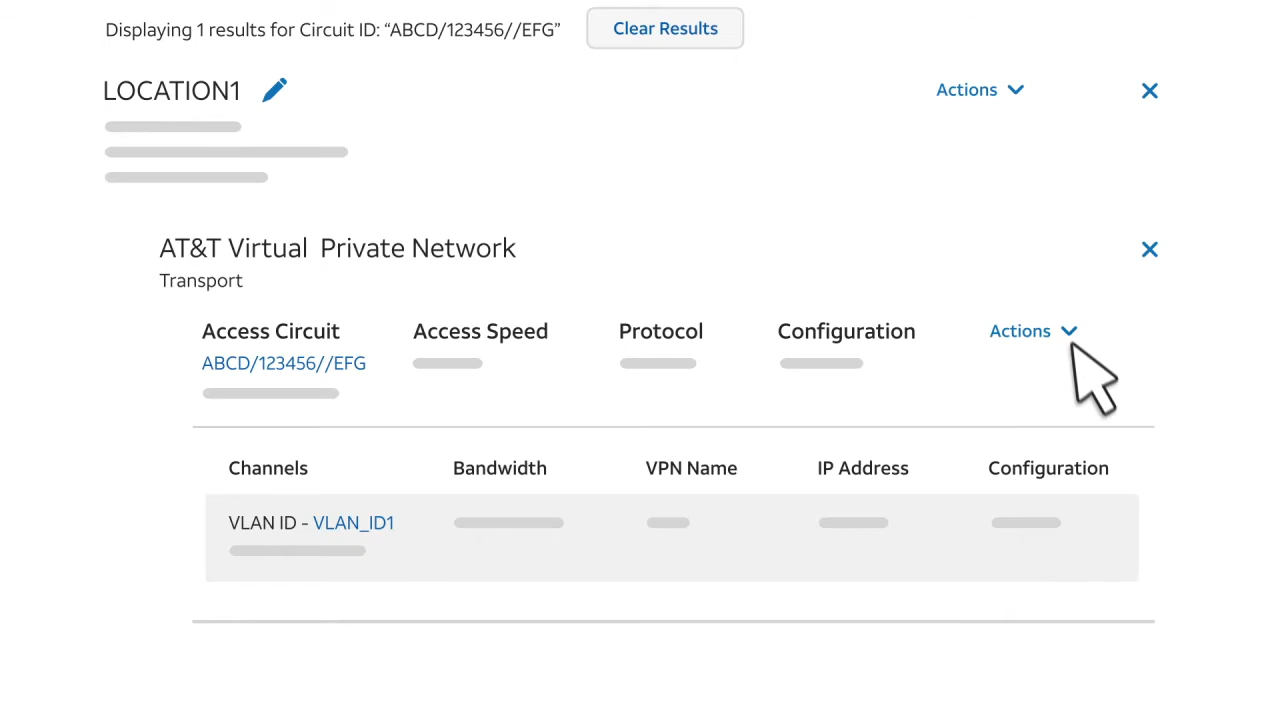 Displaying 1 results for Circuit ID: “ABCD/123456//EFG” Clear Results
LOCATION1 Actions
AT&T Virtual  Private Network
Transport
Access Circuit Access Speed Protocol Configuration Actions
ABCD/123456//EFG
Channels Bandwidth VPN Name IP Address Configuration
VLAN ID - VLAN_ID1